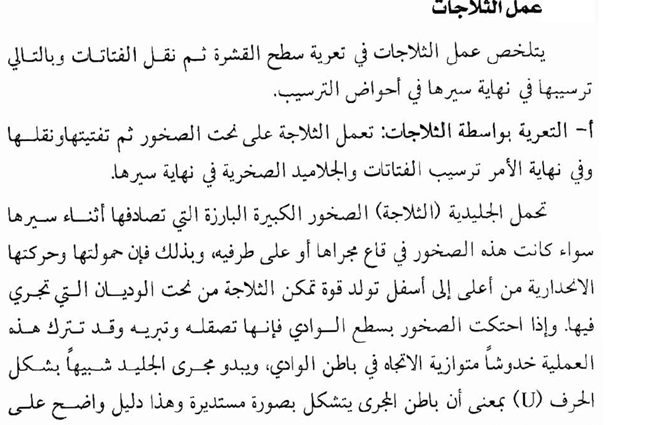 عمل الثلاجات
يتلخص عمل الثلاجات في تعرية سطح القشرة ثم نقل الفتاتات وبالتالي
ترسيبها في نهاية سيرها في أحواض الترسيب.
أ- التعرية بواسطة الثلاجات: تعمل الثلاجة على نحت الصخور ثم تفتيتهاونقلها
وفي نهاية الأمر ترسيب الفتاتات والجلاميد الصخرية في نهاية سيرها.
تحمل الجليدية (الثلاجة) الصخور الكبيرة البارزة التي تصادفها أثناء سيرها
سواء كانت هذه الصخور في قاع مجراها أو على طرفيه، وبذلك فإن حمولتها وحركتها
الانحدارية من أعلى إلى أسفل تولد قوة تمكن الثلاجة من نحت الوديان التي تجري
فيها. وإذا احتكت الصخور بسطع الوادي فإنها تصقله وتبريه وقد تترك هذه
العملية خدوشاً متوازية الاتجاه في باطن الوادي، ويبدو مجرى الجليد شبيهاً بشكل
الحرف (U) بمعنى أن باطن المجرى يتشكل بصورة مستديرة وهذا دليل واضح على